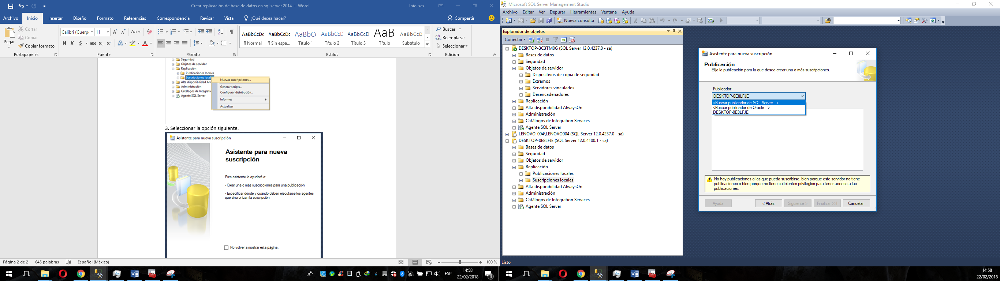 Crear replicación de base de datos en sql server 2014 - Word
Inic. ses.
Archivo Inicio Insertar Diseño Formato Referencias Correspondencia Revisar Vista ¿Qué desea hacer? Compartir
Pegar
Cortar
Copiar
Copiar formato
Portapapeles
Calibri (Cuerpo 11
Fuente
Párrafo
AaBbCcDc AaBbCcDc AaBbCc AaBbCcD AaBbCcD AaB AaBbCcD
¶ Normal ¶ Sin espa... Título 1 Título 2 Título 3 Título Subtítulo
Estilos
Buscar
Reemplazar
Seleccionar
Edición
Seguridad
Objetos de servidor
Replicación
Publicaciones locales
Suscripciones local
Alta disponibilidad Alw
Administración
Catálogos de Integratio
Agente SQL Server
Nuevas suscripciones...
Generar scripts...
Configurar distribución...
Informes
Actualizar
3. Seleccionar la opción siguiente.
Asistente para nueva suscripción
Asistente para nueva
suscripción
Este asistente le ayudará a:
- Crear una o más suscripciones para una publicación
- Especificar dónde y cuándo deben ejecutarse los agentes
que sincronizan la suscripción
No volver a mostrar esta página.
Página 2 de 2 645 palabras Español (México) 100 %
ESP
14:58
22/02/2018
11
Microsoft SQL Server Management Studio
Archivo Editar Ver Depurar Herramientas Ventana Ayuda
Nueva consulta
Explorador de objetos
Conectar
DESKTOP-3C3TM0G (SQL Server 12.0.4237.0 - sa)
Bases de datos
Seguridad
Objetos de servidor
Dispositivos de copia de seguridad
Extremos
Servidores vinculados
Desencadenadores
Replicación
Alta disponibilidad AlwaysOn
Administración
Catálogos de Integration Services
Agente SQL Server
LENOVO-004\LENOVO004 (SQL Server 12.0.4237.0 - sa)
DESKTOP-0E8LFJE (SQL Server 12.0.4100.1 - sa)
Bases de datos
Seguridad
Objetos de servidor
Replicación
Publicaciones locales
Suscripciones locales
Alta disponibilidad AlwaysOn
Administración
Catálogos de Integration Services
Agente SQL Server
Listo
Asistente para nueva suscripción
Publicación
Elija la publicación para la que desea crear una o más suscripciones.
Publicador:
DESKTOP-0E8LFJE
<Buscar publicador de SQL Server...>
<Buscar publicador de Oracle...>
DESKTOP-0E8LFJE
No hay publicaciones a las que pueda suscribirse, bien porque este servidor no tiene
publicaciones o bien porque no tiene suficientes privilegios para tener acceso a las
publicaciones.
Ayuda < Atrás Siguiente > Finalizar >>| Cancelar
14:58
22/02/2018